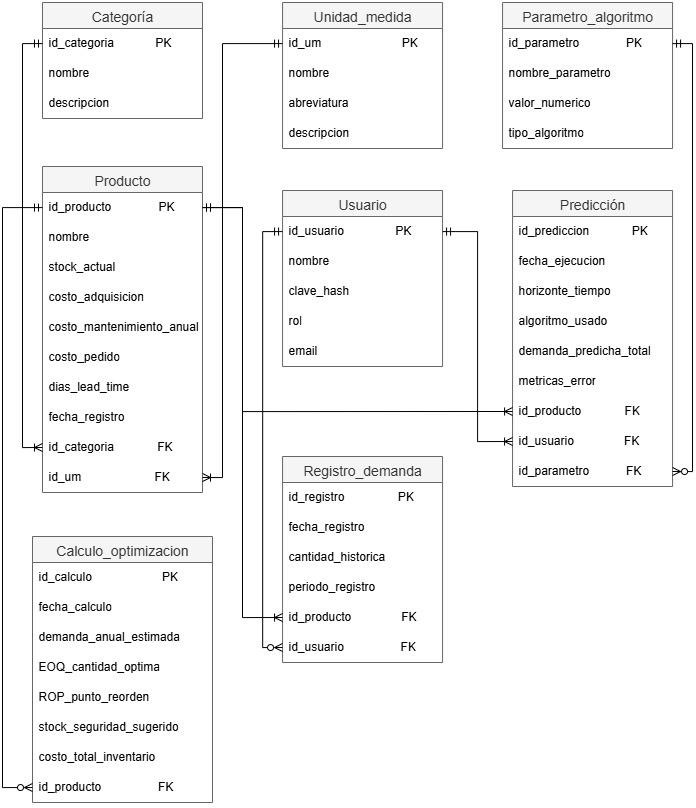 Categoría
id_categoria PK
nombre
descripcion
Unidad_medida
id_um PK
nombre
abreviatura
descripcion
Parametro_algoritmo
id_parametro PK
nombre_parametro
valor_numerico
tipo_algoritmo
Producto
id_producto PK
nombre
stock_actual
costo_adquisicion
costo_mantenimiento_anual
costo_pedido
dias_lead_time
fecha_registro
id_categoria FK
id_um FK
Usuario
id_usuario PK
nombre
clave_hash
rol
email
Predicción
id_prediccion PK
fecha_ejecucion
horizonte_tiempo
algoritmo_usado
demanda_predicha_total
metricas_error
id_producto FK
id_usuario FK
id_parametro FK
Registro_demanda
id_registro PK
fecha_registro
cantidad_historica
periodo_registro
id_producto FK
id_usuario FK
Calculo_optimizacion
id_calculo PK
fecha_calculo
demanda_anual_estimada
EOQ_cantidad_optima
ROP_punto_reorden
stock_seguridad_sugerido
costo_total_inventario
id_producto FK